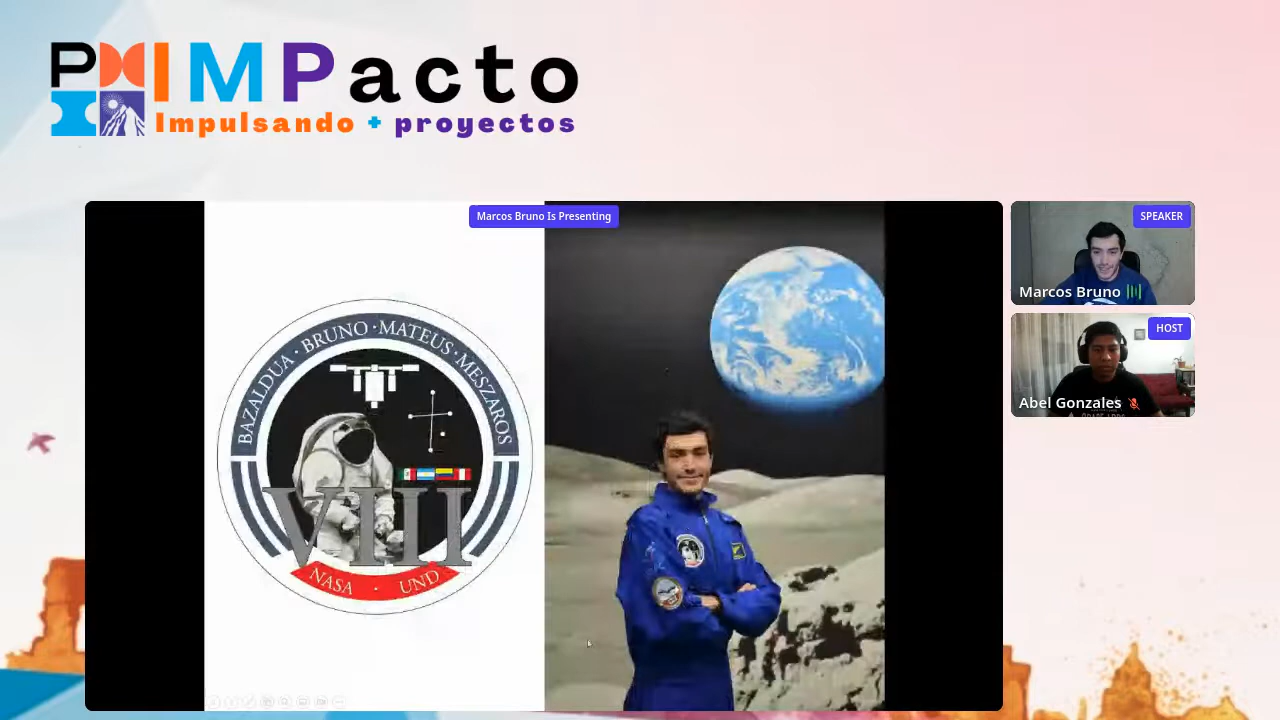 IMPacto
Impulsando + proyectos
Marcos Bruno Is Presenting
BAZALDUA · BRUNO · MATEUS · MESZAROS
VIII
NASA · UND
SPEAKER
Marcos Bruno
HOST
Abel Gonzales